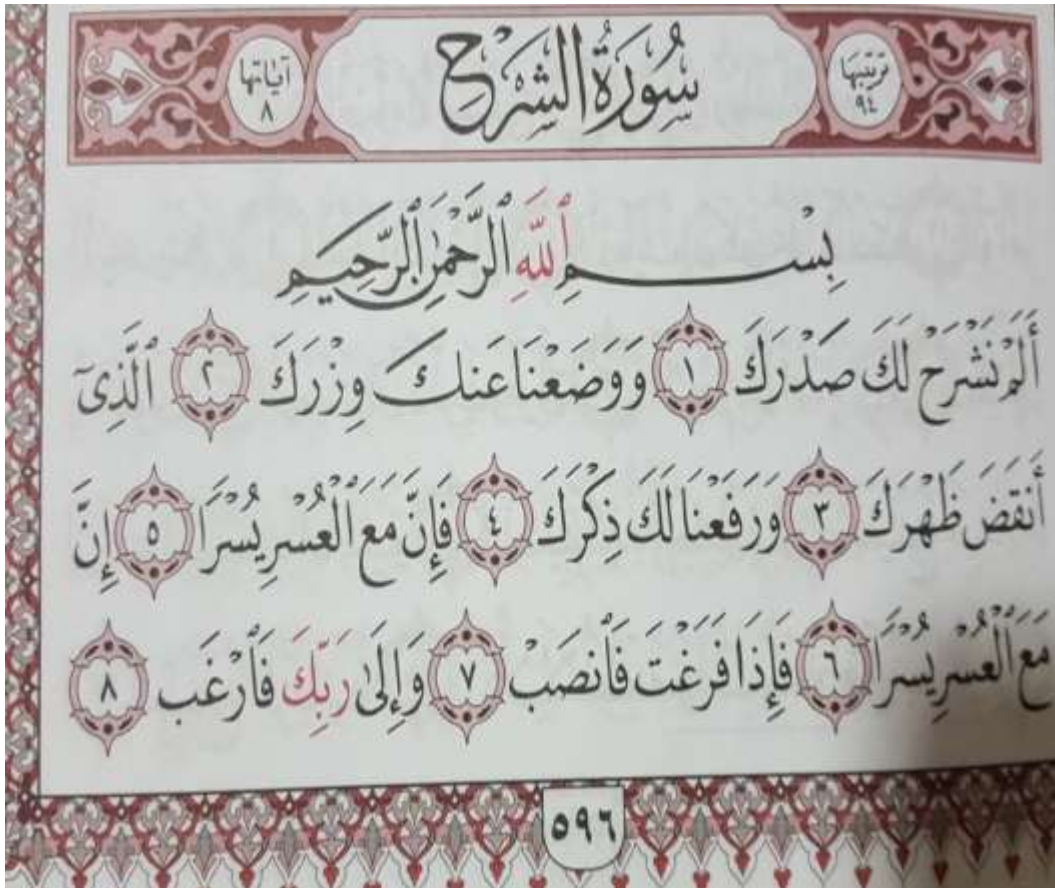 ترتيبها ٩٤
سُورَةُ الشَّرْحِ
آياتها ٨
بِسْمِ ٱللَّهِ ٱلرَّحْمَٰنِ ٱلرَّحِيمِ
أَلَمْ نَشْرَحْ لَكَ صَدْرَكَ ١ وَوَضَعْنَا عَنكَ وِزْرَكَ ٢ ٱلَّذِىٓ
أَنقَضَ ظَهْرَكَ ٣ وَرَفَعْنَا لَكَ ذِكْرَكَ ٤ فَإِنَّ مَعَ ٱلْعُسْرِ يُسْرًا ٥ إِنَّ
مَعَ ٱلْعُسْرِ يُسْرًا ٦ فَإِذَا فَرَغْتَ فَٱنصَبْ ٧ وَإِلَىٰ رَبِّكَ فَٱرْغَب ٨
٥٩٦